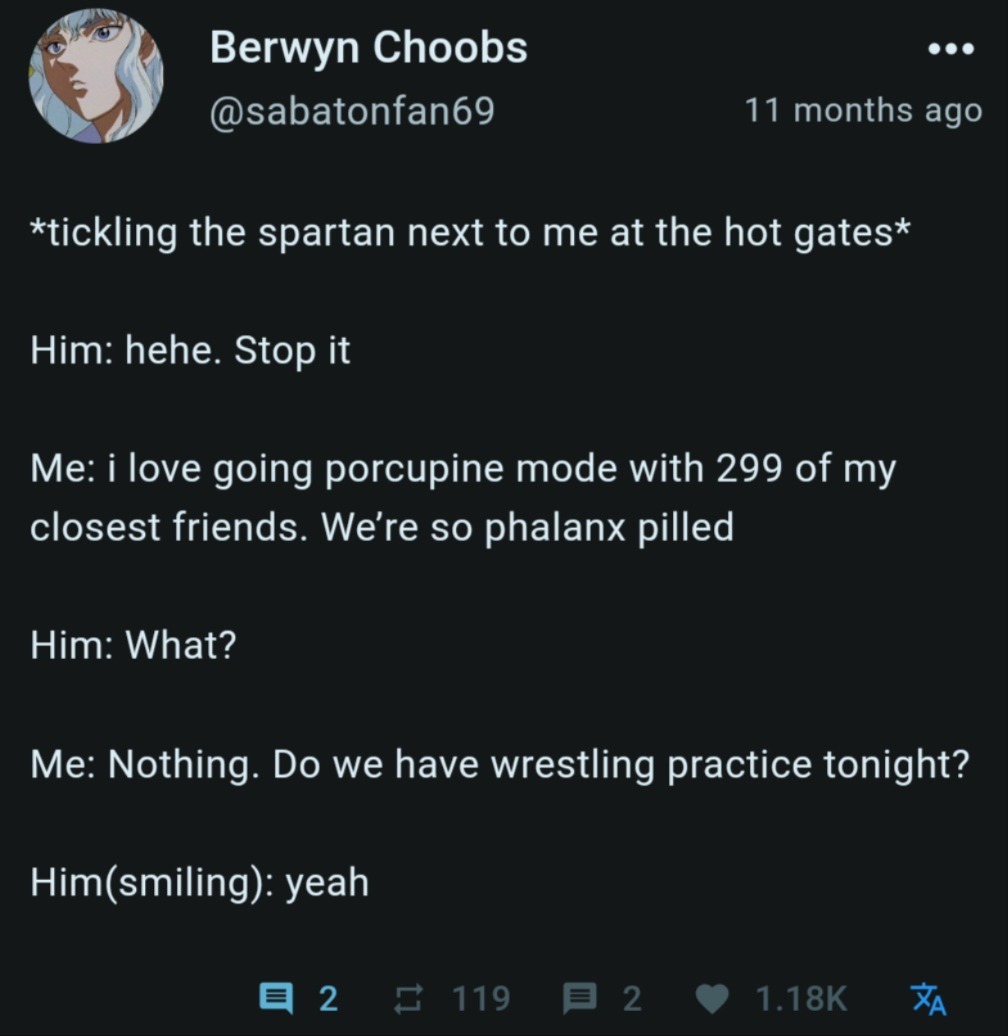 Berwyn Choobs
@sabatonfan69
11 months ago
*tickling the spartan next to me at the hot gates*
Him: hehe. Stop it
Me: i love going porcupine mode with 299 of my
closest friends. We’re so phalanx pilled
Him: What?
Me: Nothing. Do we have wrestling practice tonight?
Him(smiling): yeah
2 119 2 1.18K